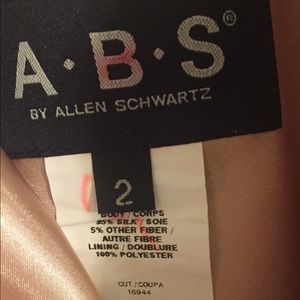 A·B·S®
BY ALLEN SCHWARTZ
2
BODY / CORPS
95% SILK / SOIE
5% OTHER FIBER /
AUTRE FIBRE
LINING / DOUBLURE
100% POLYESTER
CUT / COUPA
16944